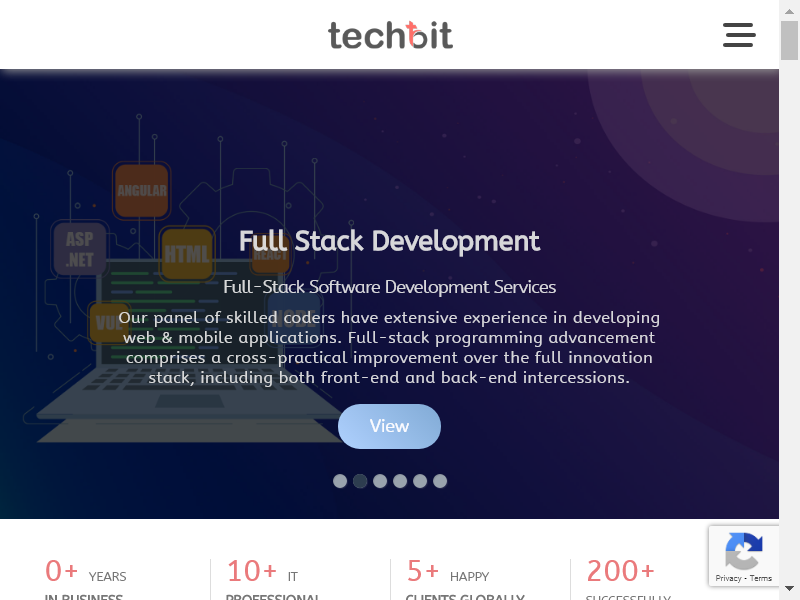 techbit
ANGULAR
ASP
.NET
HTML
REACT
VUE
NODE
Full Stack Development
Full-Stack Software Development Services
Our panel of skilled coders have extensive experience in developing
web & mobile applications. Full-stack programming advancement
comprises a cross-practical improvement over the full innovation
stack, including both front-end and back-end intercessions.
View
0+ YEARS
IN BUSINESS
10+ IT
PROFESSIONAL
5+ HAPPY
CLIENTS GLOBALLY
200+
SUCCESSFULLY
Privacy - Terms